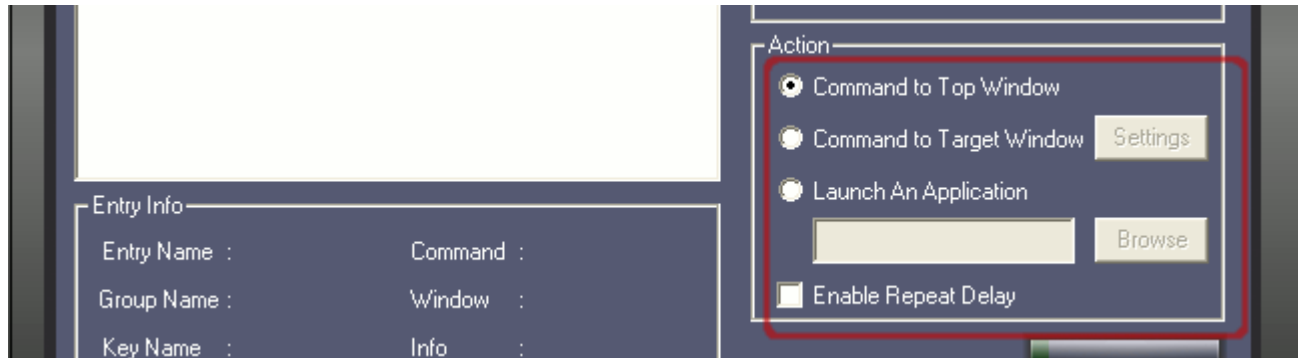 Action
Command to Top Window
Command to Target Window Settings
Launch An Application
Browse
Enable Repeat Delay
Entry Info
Entry Name : Command :
Group Name : Window :
Key Name : Info :